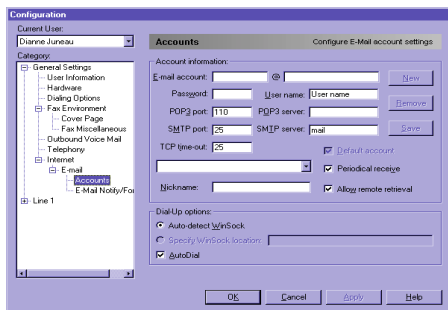 Configuration
Current User:
Dianne Juneau
Category:
General Settings
User Information
Hardware
Dialing Options
Fax Environment
Cover Page
Fax Miscellaneous
Outbound Voice Mail
Telephony
Internet
E-mail
Accounts
E-Mail Notify/For
Line 1
Accounts
Configure E-Mail account settings
Account information:
E-mail account: @ New
Password: User name: User name
Remove
POP3 port: 110 POP3 server:
SMTP port: 25 SMTP server: mail Save
TCP time-out: 25 Default account
Periodical receive
Nickname: Allow remote retrieval
Dial-Up options:
Auto-detect WinSock
Specify WinSock location:
AutoDial
OK Cancel Apply Help